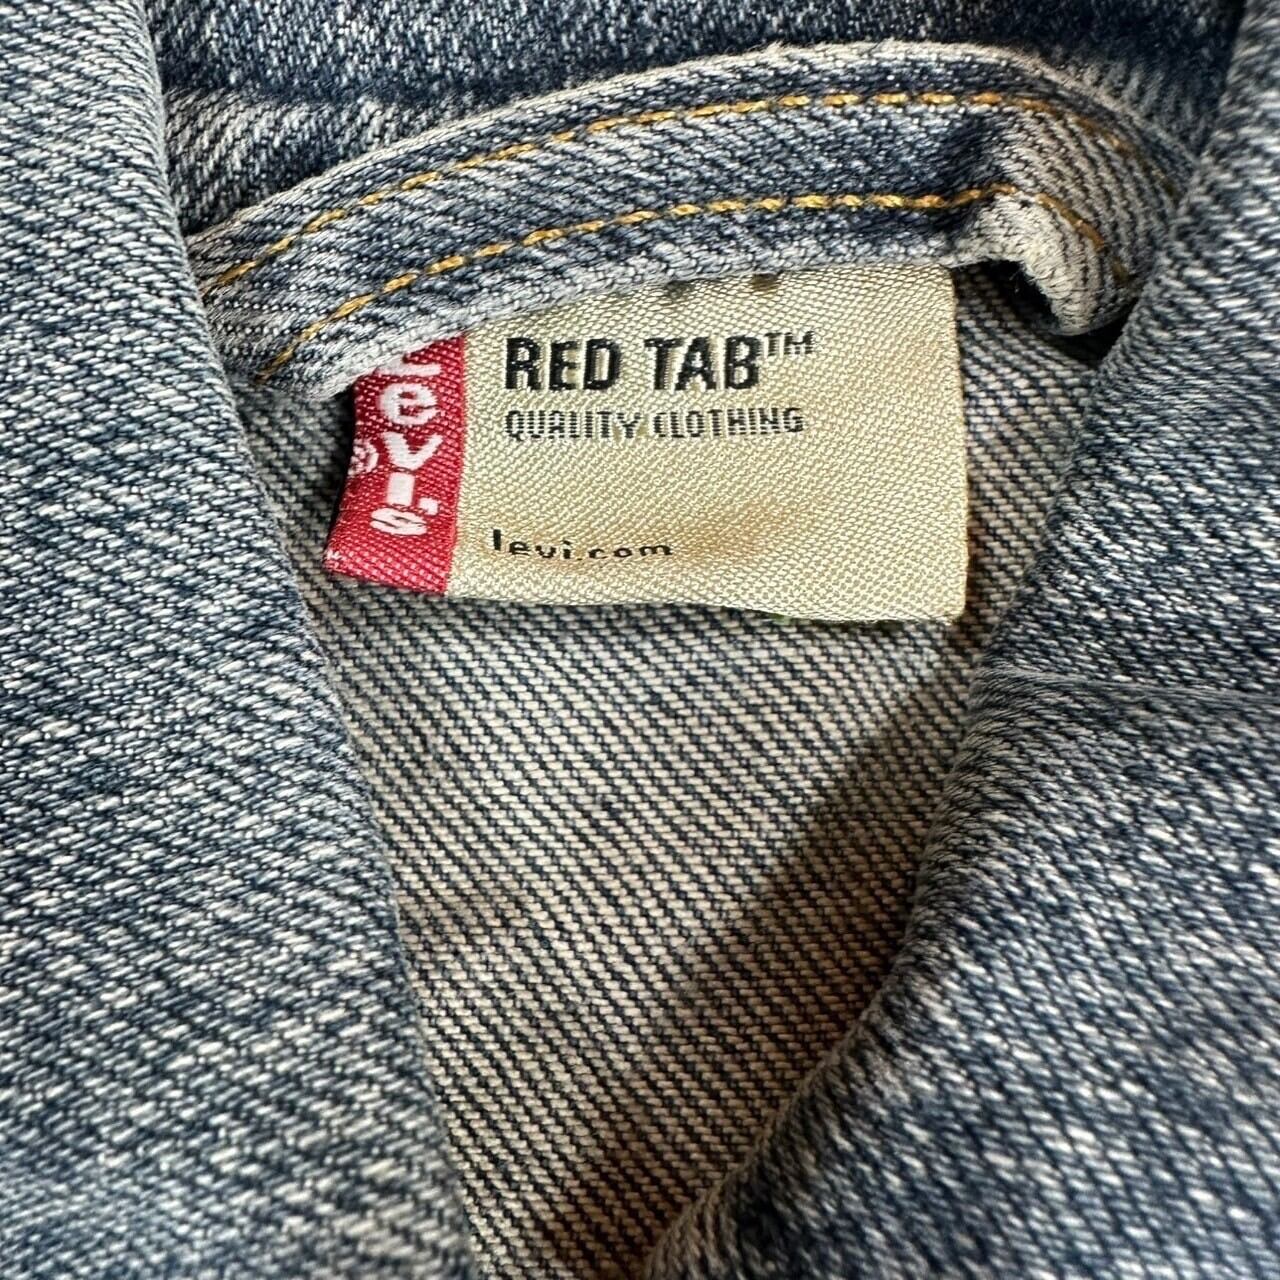 RED TAB™
QUALITY CLOTHING
levi.com
Levi's®